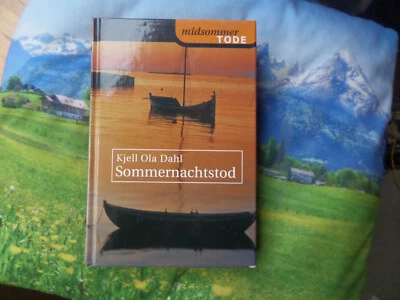 midsommer
TODE
Kjell Ola Dahl
Sommernachtstod